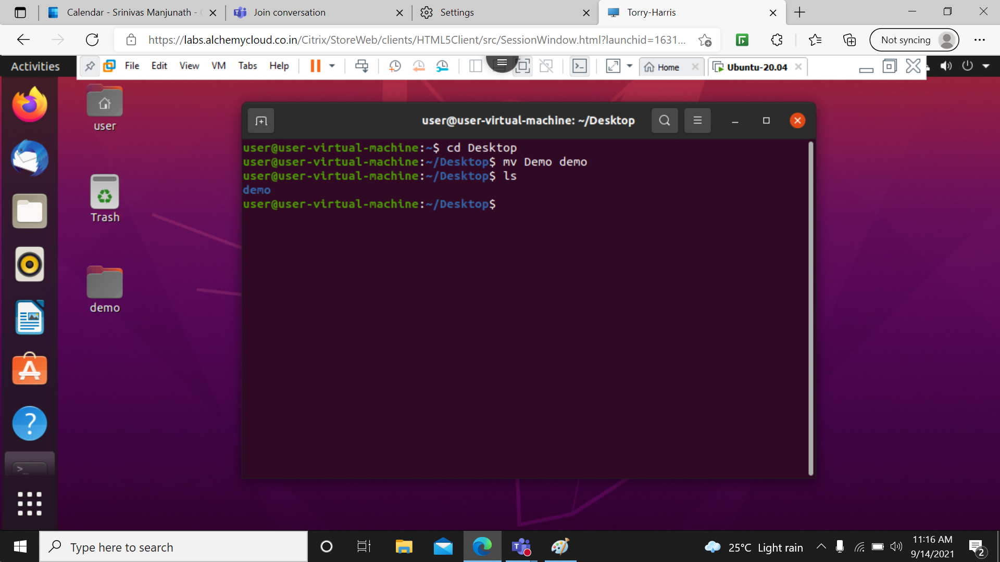 Calendar - Srinivas Manjunath -
Join conversation
Settings
Torry-Harris
https://labs.alchemycloud.co.in/Citrix/StoreWeb/clients/HTML5Client/src/SessionWindow.html?launchid=1631...
Not syncing
Activities
File Edit View VM Tabs Help
Home
Ubuntu-20.04
user
Trash
demo
user@user-virtual-machine: ~/Desktop
user@user-virtual-machine:~$ cd Desktop
user@user-virtual-machine:~/Desktop$ mv Demo demo
user@user-virtual-machine:~/Desktop$ ls
demo
user@user-virtual-machine:~/Desktop$
Type here to search
25°C Light rain
11:16 AM
9/14/2021
2